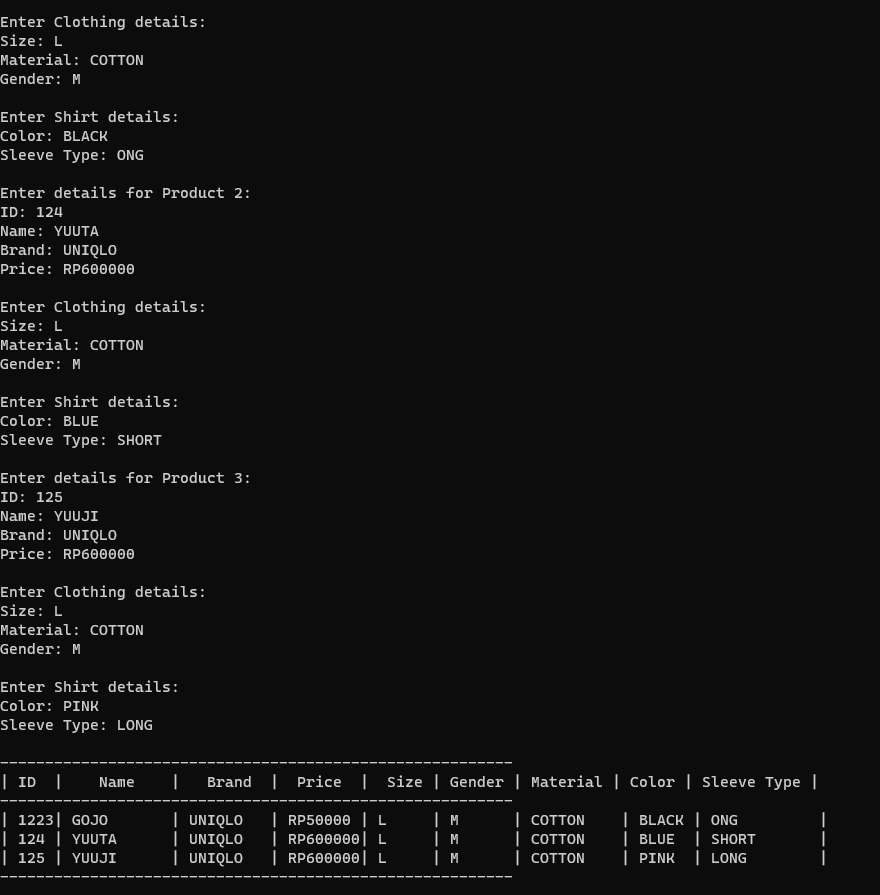 Enter Clothing details:
Size: L
Material: COTTON
Gender: M

Enter Shirt details:
Color: BLACK
Sleeve Type: ONG

Enter details for Product 2:
ID: 124
Name: YUUTA
Brand: UNIQLO
Price: RP600000

Enter Clothing details:
Size: L
Material: COTTON
Gender: M

Enter Shirt details:
Color: BLUE
Sleeve Type: SHORT

Enter details for Product 3:
ID: 125
Name: YUUJI
Brand: UNIQLO
Price: RP600000

Enter Clothing details:
Size: L
Material: COTTON
Gender: M

Enter Shirt details:
Color: PINK
Sleeve Type: LONG

---------------------------------------------------------
| ID  |    Name    |   Brand  |  Price  |  Size | Gender | Material | Color | Sleeve Type |
---------------------------------------------------------
| 1223| GOJO       | UNIQLO   | RP50000 | L     | M      | COTTON    | BLACK | ONG         |
| 124 | YUUTA      | UNIQLO   | RP600000| L     | M      | COTTON    | BLUE  | SHORT       |
| 125 | YUUJI      | UNIQLO   | RP600000| L     | M      | COTTON    | PINK  | LONG        |
---------------------------------------------------------